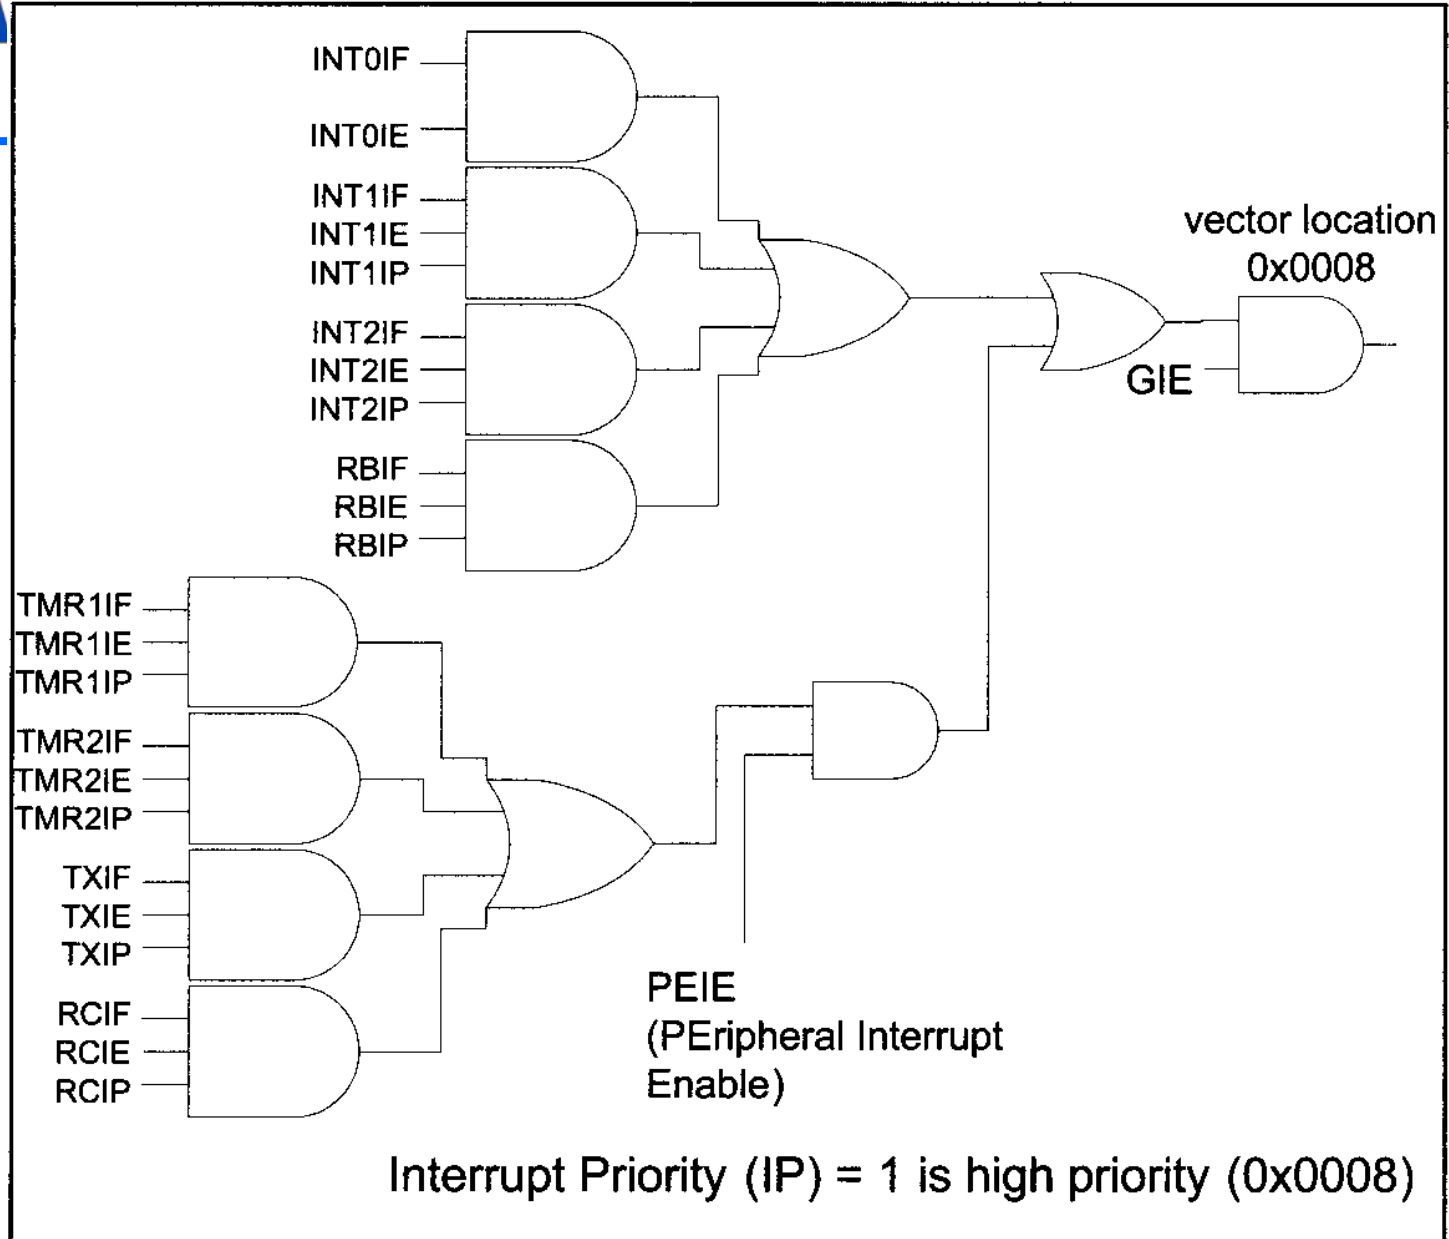 INT0IF
INT0IE
INT1IF
INT1IE
INT1IP
INT2IF
INT2IE
INT2IP
RBIF
RBIE
RBIP
vector location
0x0008
GIE
TMR1IF
TMR1IE
TMR1IP
TMR2IF
TMR2IE
TMR2IP
TXIF
TXIE
TXIP
RCIF
RCIE
RCIP
PEIE
(PEripheral Interrupt
Enable)
Interrupt Priority (IP) = 1 is high priority (0x0008)